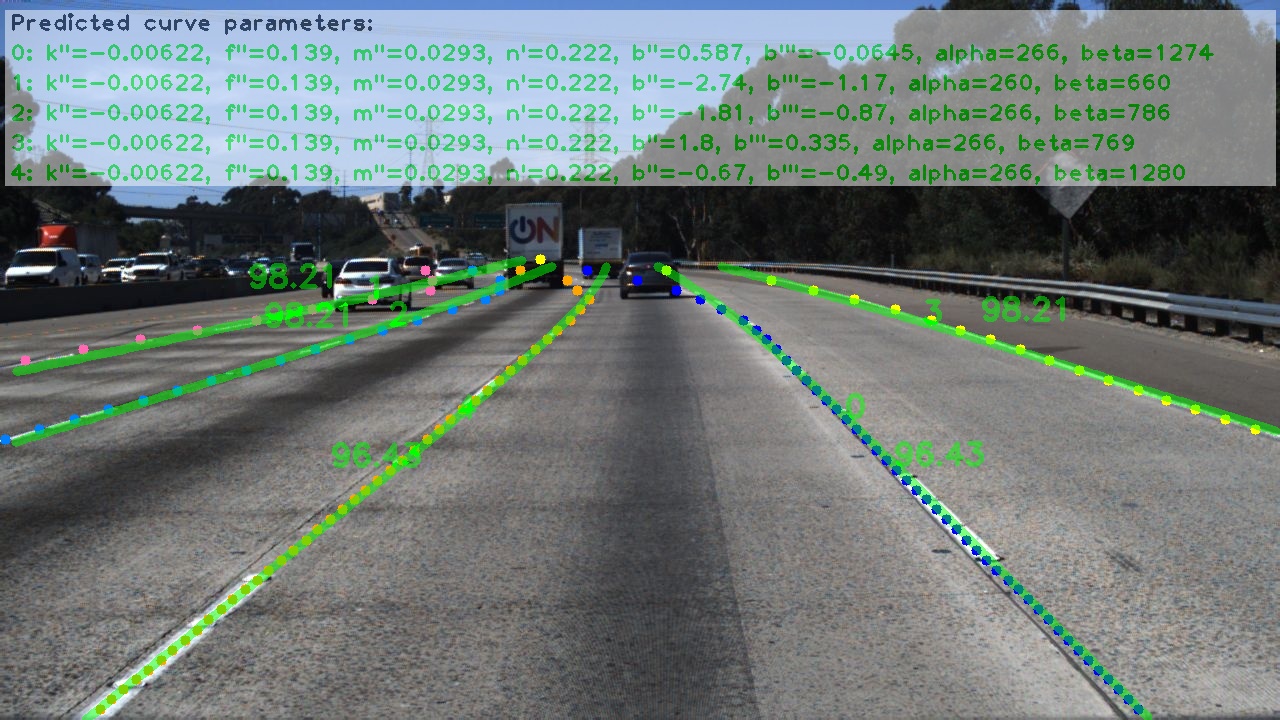 Predicted curve parameters:
0: k''=-0.00622, f''=0.139, m''=0.0293, n'=0.222, b''=0.587, b'''=-0.0645, alpha=266, beta=1274
1: k''=-0.00622, f''=0.139, m''=0.0293, n'=0.222, b''=-2.74, b'''=-1.17, alpha=260, beta=660
2: k''=-0.00622, f''=0.139, m''=0.0293, n'=0.222, b''=-1.81, b'''=-0.87, alpha=266, beta=786
3: k''=-0.00622, f''=0.139, m''=0.0293, n'=0.222, b''=1.8, b'''=0.335, alpha=266, beta=769
4: k''=-0.00622, f''=0.139, m''=0.0293, n'=0.222, b''=-0.67, b'''=-0.49, alpha=266, beta=1280
ON
98.21 1
98.21 2
3 98.21
0
96.43
96.43